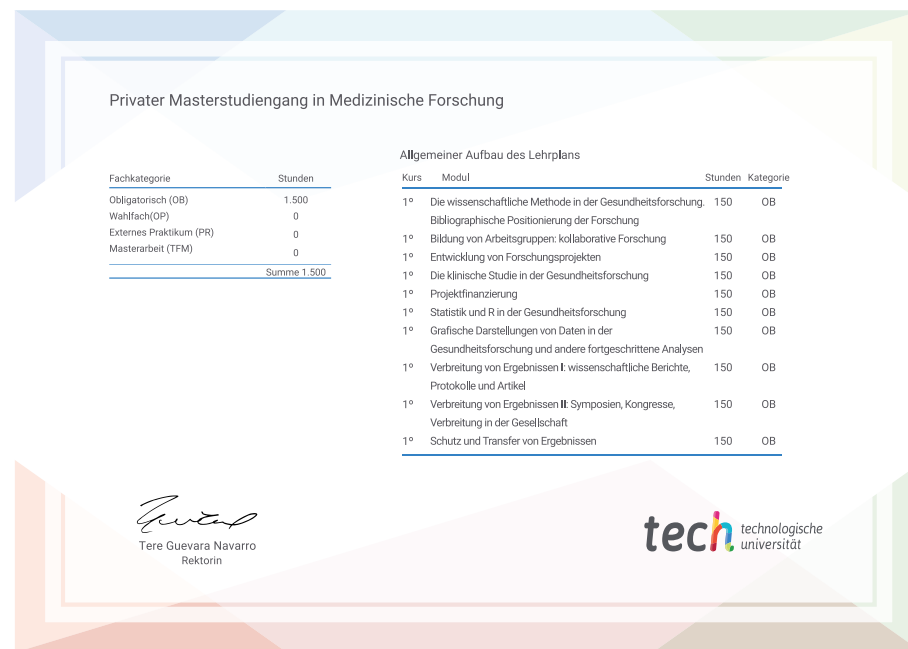 Privater Masterstudiengang in Medizinische Forschung
Fachkategorie Stunden
Obligatorisch (OB) 1.500
Wahlfach(OP) 0
Externes Praktikum (PR) 0
Masterarbeit (TFM) 0
Summe 1.500
Allgemeiner Aufbau des Lehrplans
Kurs Modul Stunden Kategorie
1º Die wissenschaftliche Methode in der Gesundheitsforschung. 150 OB
Bibliographische Positionierung der Forschung
1º Bildung von Arbeitsgruppen: kollaborative Forschung 150 OB
1º Entwicklung von Forschungsprojekten 150 OB
1º Die klinische Studie in der Gesundheitsforschung 150 OB
1º Projektfinanzierung 150 OB
1º Statistik und R in der Gesundheitsforschung 150 OB
1º Grafische Darstellungen von Daten in der 150 OB
Gesundheitsforschung und andere fortgeschrittene Analysen
1º Verbreitung von Ergebnissen I: wissenschaftliche Berichte, 150 OB
Protokolle und Artikel
1º Verbreitung von Ergebnissen II: Symposien, Kongresse, 150 OB
Verbreitung in der Gesellschaft
1º Schutz und Transfer von Ergebnissen 150 OB
Tere Guevara Navarro
Rektorin
tech technologische
universität